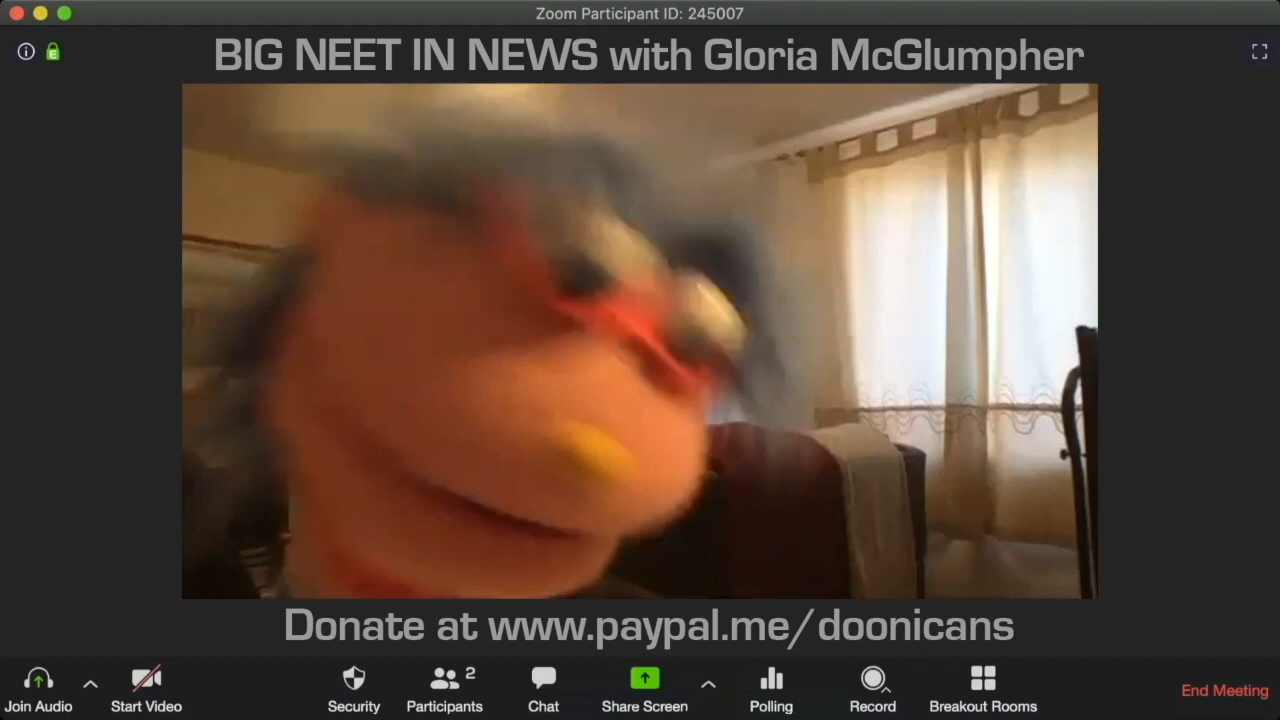 Zoom Participant ID: 245007
BIG NEET IN NEWS with Gloria McGlumpher
Donate at www.paypal.me/doonicans
2
Join Audio
Start Video
Security
Participants
Chat
Share Screen
Polling
Record
Breakout Rooms
End Meeting